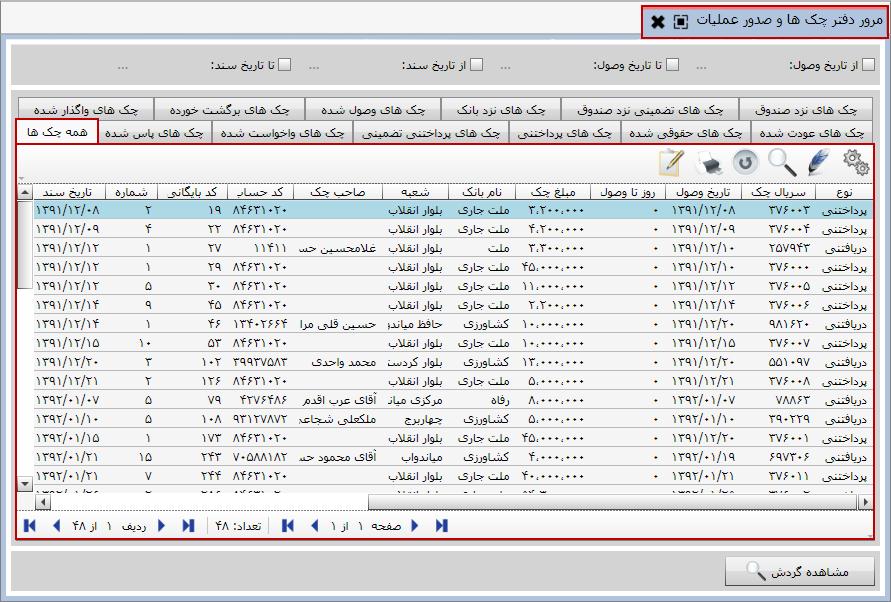 مرور دفتر چک ها و صدور عملیات
از تاریخ وصول: ... تا تاریخ وصول: ... از تاریخ سند: ... تا تاریخ سند: ...
چک های نزد صندوق چک های تضمینی نزد صندوق چک های نزد بانک چک های وصول شده چک های برگشت خورده چک های واگذار شده
چک های عودت شده چک های حقوقی شده چک های پرداختنی چک های پرداختنی تضمینی چک های واخواست شده چک های پاس شده همه چک ها
نوع سریال چک تاریخ وصول روز تا وصول مبلغ چک نام بانک شعبه صاحب چک کد حساب کد بایگانی شماره تاریخ سند
پرداختنی ۳۷۶۰۰۳ ۱۳۹۱/۱۲/۰۸ ۰ ۳،۲۰۰،۰۰۰ ملت جاری بلوار انقلاب ۸۴۶۳۱۰۲۰ ۱۹ ۲ ۱۳۹۱/۱۲/۰۸
پرداختنی ۳۷۶۰۰۴ ۱۳۹۱/۱۲/۰۹ ۰ ۴،۲۰۰،۰۰۰ ملت جاری بلوار انقلاب ۸۴۶۳۱۰۲۰ ۲۲ ۴ ۱۳۹۱/۱۲/۰۹
دریافتنی ۲۵۷۹۴۳ ۱۳۹۱/۱۲/۱۰ ۰ ۳،۳۰۰،۰۰۰ ملت بلوار انقلاب غلامحسین حس ۱۱۴۱۱ ۲۷ ۱ ۱۳۹۱/۱۲/۱۲
پرداختنی ۳۷۶۰۰۰ ۱۳۹۱/۱۲/۱۰ ۰ ۴۵،۰۰۰،۰۰۰ ملت جاری بلوار انقلاب ۸۴۶۳۱۰۲۰ ۲۹ ۱ ۱۳۹۱/۱۲/۱۲
پرداختنی ۳۷۶۰۰۵ ۱۳۹۱/۱۲/۱۲ ۰ ۱۱،۰۰۰،۰۰۰ ملت جاری بلوار انقلاب ۸۴۶۳۱۰۲۰ ۳۰ ۵ ۱۳۹۱/۱۲/۱۲
پرداختنی ۳۷۶۰۰۶ ۱۳۹۱/۱۲/۱۴ ۰ ۲،۲۰۰،۰۰۰ ملت جاری بلوار انقلاب ۸۴۶۳۱۰۲۰ ۴۵ ۹ ۱۳۹۱/۱۲/۱۴
دریافتنی ۹۸۱۶۲۰ ۱۳۹۱/۱۲/۲۰ ۰ ۱۰،۰۰۰،۰۰۰ کشاورزی حافظ میاندو حسین قلی مرا ۱۳۴۰۲۶۶۴ ۴۶ ۱ ۱۳۹۱/۱۲/۱۴
پرداختنی ۳۷۶۰۰۷ ۱۳۹۱/۱۲/۱۵ ۰ ۱۰،۰۰۰،۰۰۰ ملت جاری بلوار انقلاب ۸۴۶۳۱۰۲۰ ۵۳ ۱۰ ۱۳۹۱/۱۲/۱۵
دریافتنی ۵۵۱۰۹۷ ۱۳۹۱/۱۲/۲۰ ۰ ۱۳،۰۰۰،۰۰۰ کشاورزی بلوار کردست محمد واحدی ۳۹۹۳۷۵۸۳ ۱۰۲ ۳ ۱۳۹۱/۱۲/۲۰
پرداختنی ۳۷۶۰۰۸ ۱۳۹۱/۱۲/۲۱ ۰ ۵،۰۰۰،۰۰۰ ملت جاری بلوار انقلاب ۸۴۶۳۱۰۲۰ ۱۲۶ ۲ ۱۳۹۱/۱۲/۲۱
دریافتنی ۷۸۸۶۳ ۱۳۹۲/۰۱/۰۷ ۰ ۸،۰۰۰،۰۰۰ رفاه مرکزی میان آقای عرب اقدم ۴۲۷۶۴۸۶ ۷۹ ۵ ۱۳۹۲/۰۱/۰۷
دریافتنی ۳۹۰۲۲۹ ۱۳۹۲/۰۱/۱۰ ۰ ۵،۰۰۰،۰۰۰ کشاورزی چهاربرج ملکعلی شجاعد ۹۳۱۲۷۸۷۲ ۱۰۸ ۵ ۱۳۹۲/۰۱/۱۰
پرداختنی ۳۷۶۰۰۱ ۱۳۹۱/۱۲/۲۰ ۰ ۴۵،۰۰۰،۰۰۰ ملت جاری بلوار انقلاب ۸۴۶۳۱۰۲۰ ۱۷۳ ۱ ۱۳۹۲/۰۱/۱۵
دریافتنی ۶۹۷۳۰۶ ۱۳۹۲/۰۱/۱۹ ۰ ۴،۰۰۰،۰۰۰ کشاورزی میاندواب آقای محمود حس ۷۰۵۸۸۱۸۲ ۲۴۳ ۱۵ ۱۳۹۲/۰۱/۲۱
پرداختنی ۳۷۶۰۱۱ ۱۳۹۲/۰۱/۲۱ ۰ ۴۰،۰۰۰،۰۰۰ ملت جاری بلوار انقلاب ۸۴۶۳۱۰۲۰ ۲۴۴ ۷ ۱۳۹۲/۰۱/۲۱
صفحه ۱ از ۱ تعداد: ۴۸ ردیف ۱ از ۴۸
مشاهده گردش